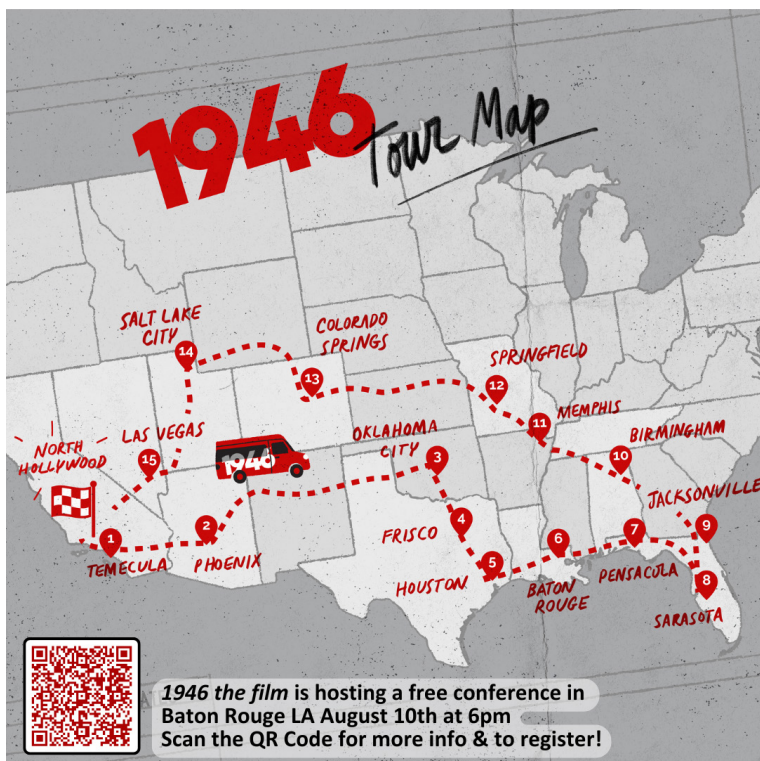 1946
Tour Map
SALT LAKE
CITY
14
COLORADO
SPRINGS
13
SPRINGFIELD
12
11
MEMPHIS
BIRMINGHAM
10
NORTH
HOLLYWOOD
LAS VEGAS
15
1946
OKLAHOMA
CITY
3
JACKSONVILLE
9
1
TEMECULA
2
PHOENIX
FRISCO
4
HOUSTON
5
6
BATON
ROUGE
7
PENSACOLA
8
SARASOTA
1946 the film is hosting a free conference in
Baton Rouge LA August 10th at 6pm
Scan the QR Code for more info & to register!